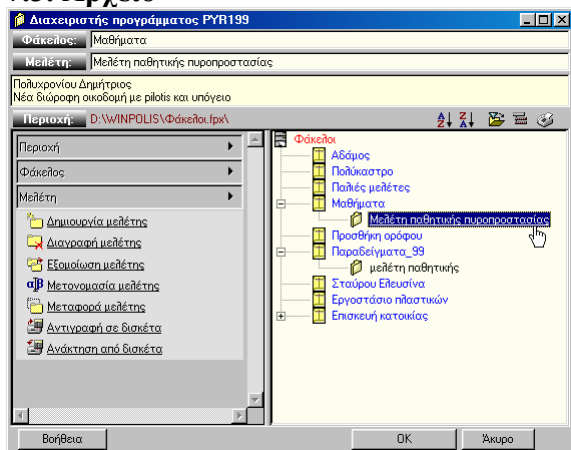 Διαχειριστής προγράμματος PYR199
Φάκελος: Μαθήματα
Μελέτη: Μελέτη παθητικής πυροπροστασίας
Πολυχρονίου Δημήτριος
Νέα διώροφη οικοδομή με pilotis και υπόγειο
Περιοχή: D:\WINPOLIS\Φάκελοι.fpx\
Περιοχή
Φάκελος
Μελέτη
Δημιουργία μελέτης
Διαγραφή μελέτης
Εξομοίωση μελέτης
Μετονομασία μελέτης
Μεταφορά μελέτης
Αντιγραφή σε δισκέτα
Ανάκτηση από δισκέτα
Φάκελοι
Αδάμος
Πολύκαστρο
Παλιές μελέτες
Μαθήματα
Μελέτη παθητικής πυροπροστασίας
Προσθήκη ορόφου
Παραδείγματα_99
μελέτη παθητικής
Σταύρου Ελευσίνα
Εργοστάσιο πλαστικών
Επισκευή κατοικίας
Βοήθεια
OK
Άκυρο